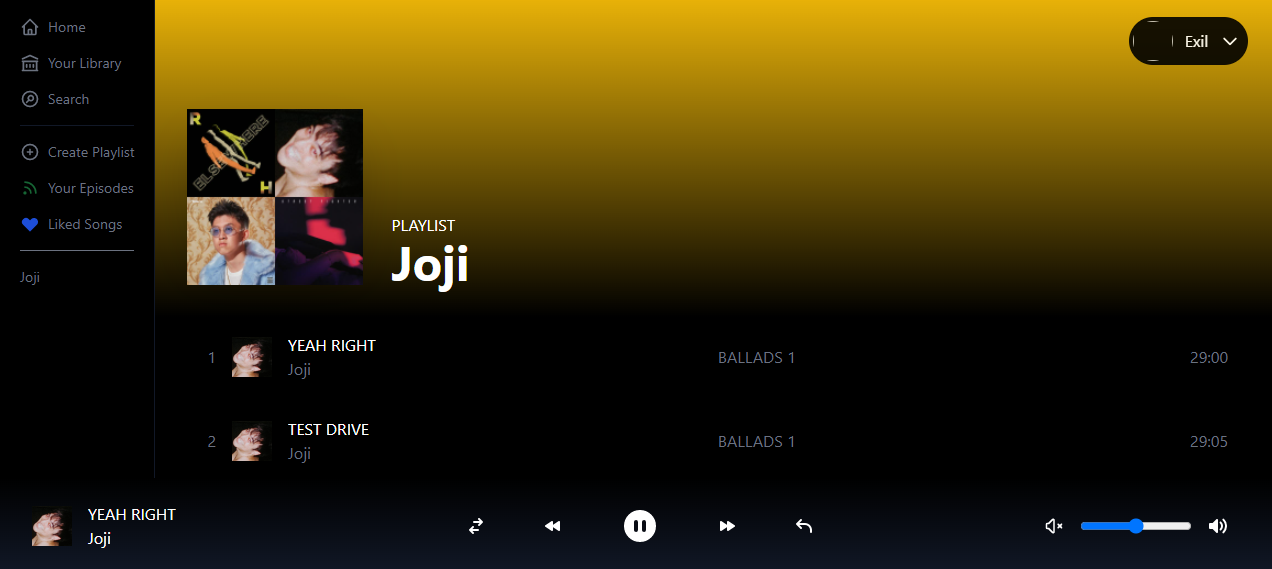 Home
Your Library
Search
Create Playlist
Your Episodes
Liked Songs
Joji
Exil
R
ELSEWHERE
H
PLAYLIST
Joji
1
YEAH RIGHT
Joji
BALLADS 1
29:00
2
TEST DRIVE
Joji
BALLADS 1
29:05
YEAH RIGHT
Joji